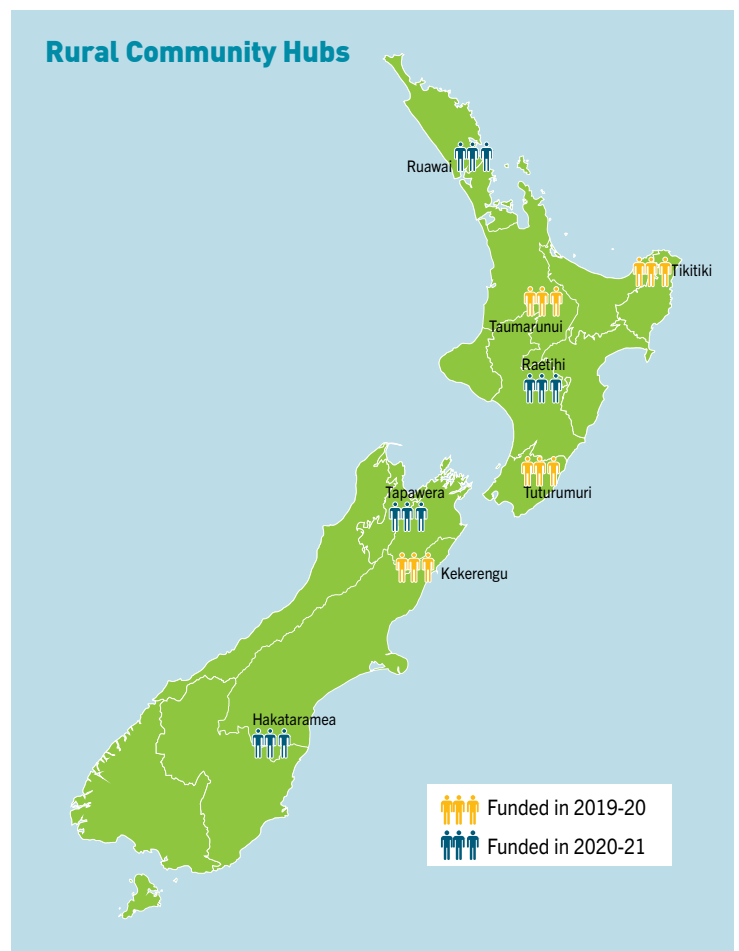 Rural Community Hubs
Ruawai
Tikitiki
Taumarunui
Raetihi
Tuturumuri
Tapawera
Kekerengu
Hakataramea
Funded in 2019-20
Funded in 2020-21